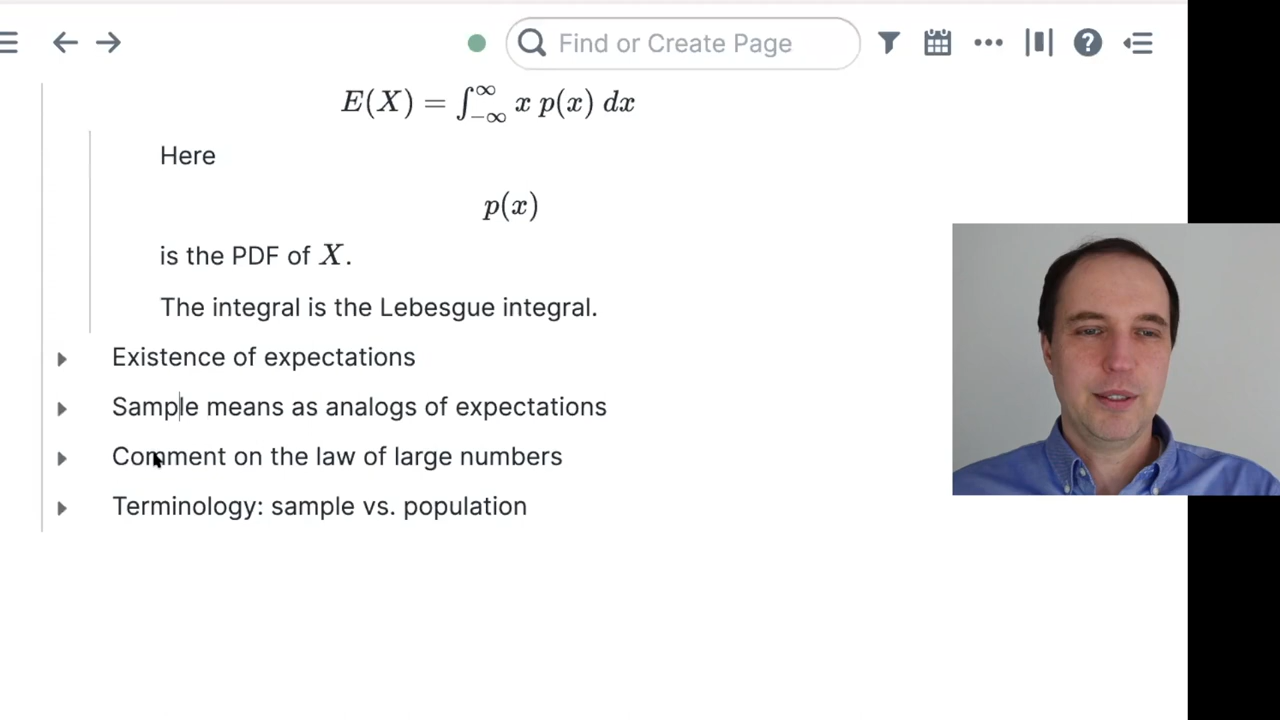 Find or Create Page
E(X) = ∫_{-∞}^{∞} x p(x) dx
Here
p(x)
is the PDF of X.
The integral is the Lebesgue integral.
Existence of expectations
Sample means as analogs of expectations
Comment on the law of large numbers
Terminology: sample vs. population